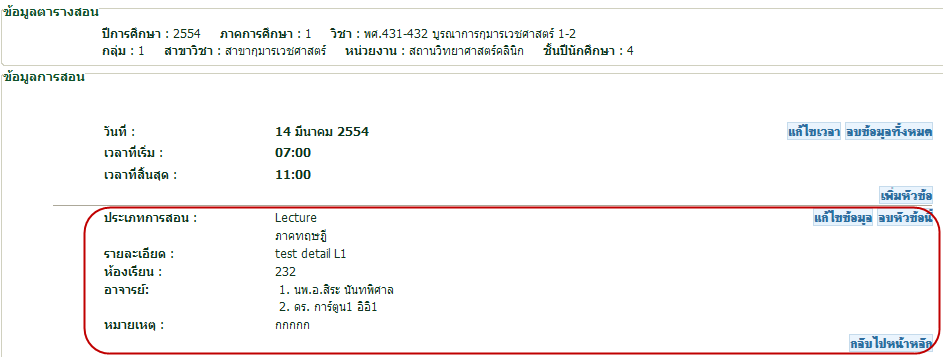 ข้อมูลตารางสอน
ปีการศึกษา : 2554 ภาคการศึกษา : 1 วิชา : พศ.431-432 บูรณาการกุมารเวชศาสตร์ 1-2
กลุ่ม : 1 สาขาวิชา : สาขากุมารเวชศาสตร์ หน่วยงาน : สถานวิทยาศาสตร์คลินิก ชั้นปีนักศึกษา : 4
ข้อมูลการสอน
วันที่ : 14 มีนาคม 2554 แก้ไขเวลา ลบข้อมูลทั้งหมด
เวลาที่เริ่ม : 07:00
เวลาที่สิ้นสุด : 11:00
เพิ่มหัวข้อ
ประเภทการสอน : Lecture แก้ไขข้อมูล ลบหัวข้อนี้
ภาคทฤษฎี
รายละเอียด : test detail L1
ห้องเรียน : 232
อาจารย์: 1. นพ.อ.สิระ นันทพิศาล
2. ดร. การ์ตูน1 อิอิ1
หมายเหตุ : กกกกก
กลับไปหน้าหลัก